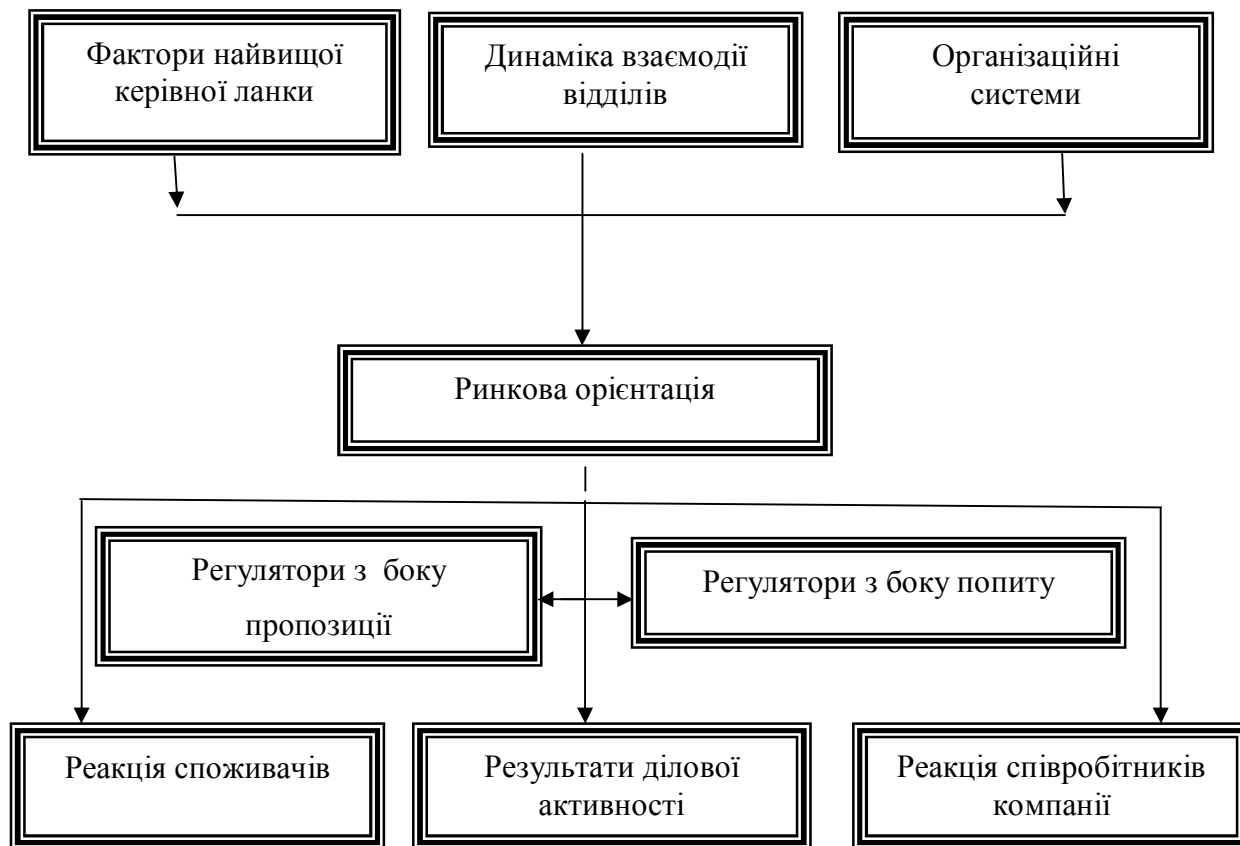 Фактори найвищої
керівної ланки
Динаміка взаємодії
відділів
Організаційні
системи
Ринкова орієнтація
Регулятори з боку
пропозиції
Регулятори з боку попиту
Реакція споживачів
Результати ділової
активності
Реакція співробітників
компанії